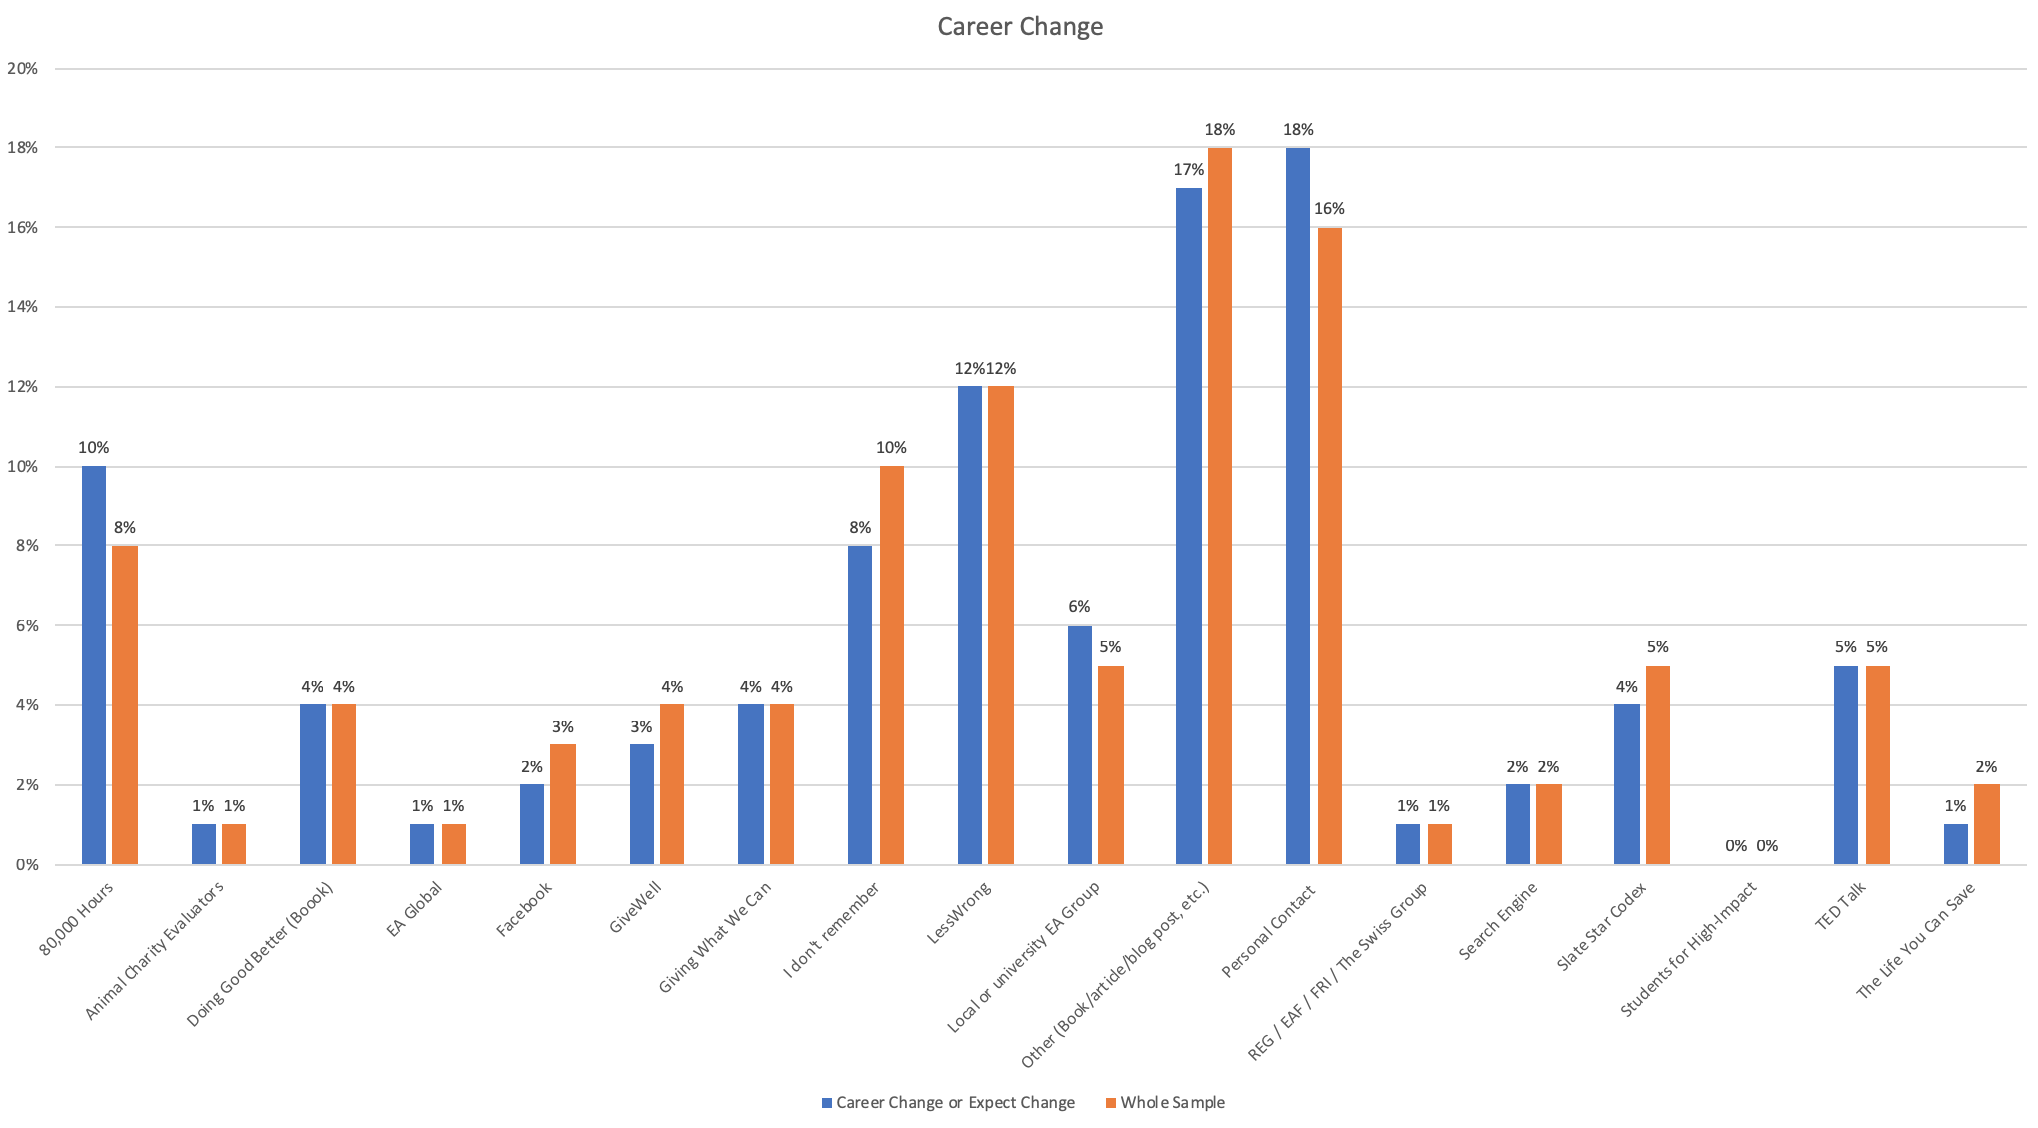 Career Change
20%
18%
16%
14%
12%
10%
8%
6%
4%
2%
0%
10% 8%
1% 1%
4% 4%
1% 1%
2% 3%
3% 4%
4% 4%
8% 10%
12% 12%
6% 5%
17% 18%
18% 16%
1% 1%
2% 2%
4% 5%
0% 0%
5% 5%
1% 2%
80,000 Hours
Animal Charity Evaluators
Doing Good Better (Boook)
EA Global
Facebook
GiveWell
Giving What We Can
I don't remember
LessWrong
Local or university EA Group
Other (Book/article/blog post, etc.)
Personal Contact
REG / EAF / FRI / The Swiss Group
Search Engine
Slate Star Codex
Students for High-Impact
TED Talk
The Life You Can Save
Career Change or Expect Change
Whole Sample